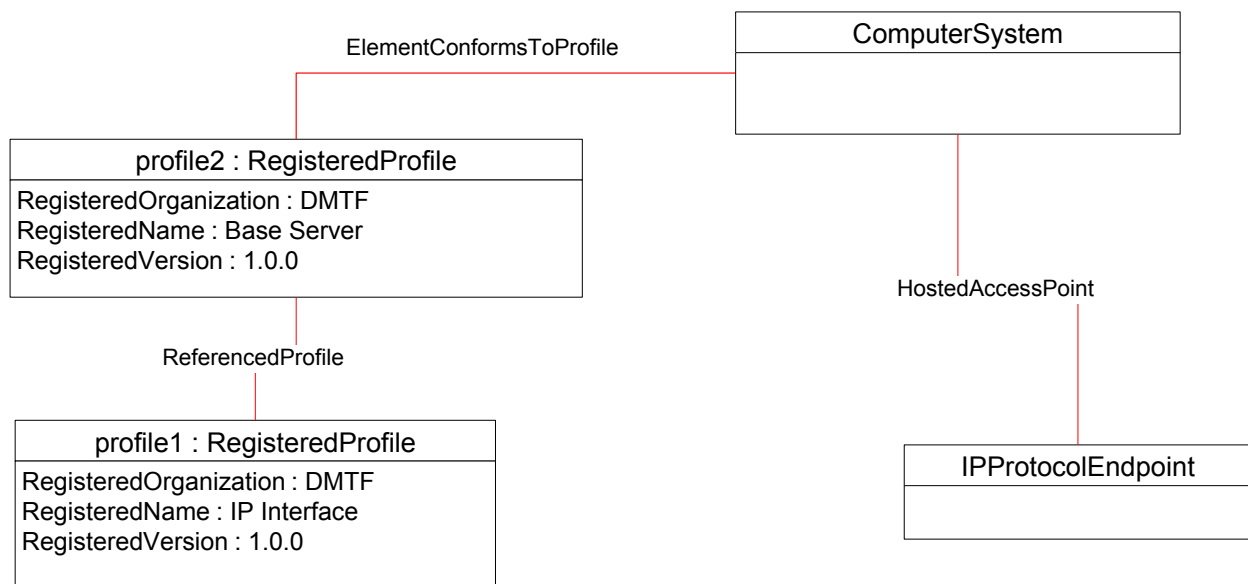 ComputerSystem
ElementConformsToProfile
profile2 : RegisteredProfile
RegisteredOrganization : DMTF
RegisteredName : Base Server
RegisteredVersion : 1.0.0
HostedAccessPoint
ReferencedProfile
profile1 : RegisteredProfile
RegisteredOrganization : DMTF
RegisteredName : IP Interface
RegisteredVersion : 1.0.0
IPProtocolEndpoint